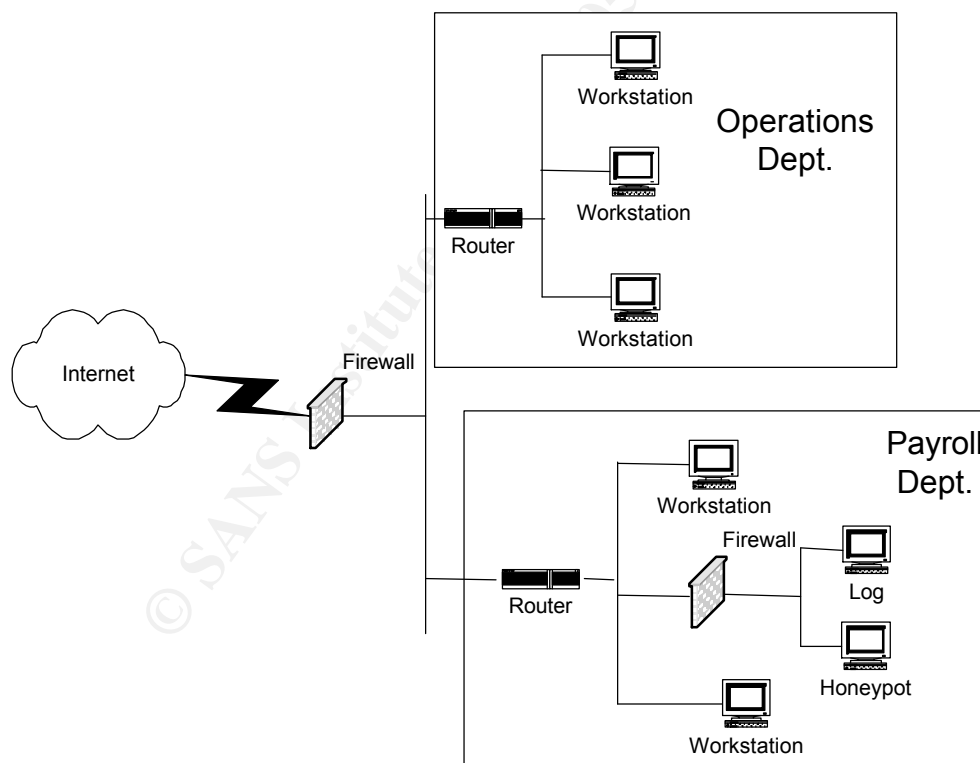 Workstation
Operations
Dept.
Workstation
Router
Workstation
Internet
Firewall
Payroll
Dept.
Workstation
Firewall
Log
Router
Honeypot
Workstation
© SANS Institute